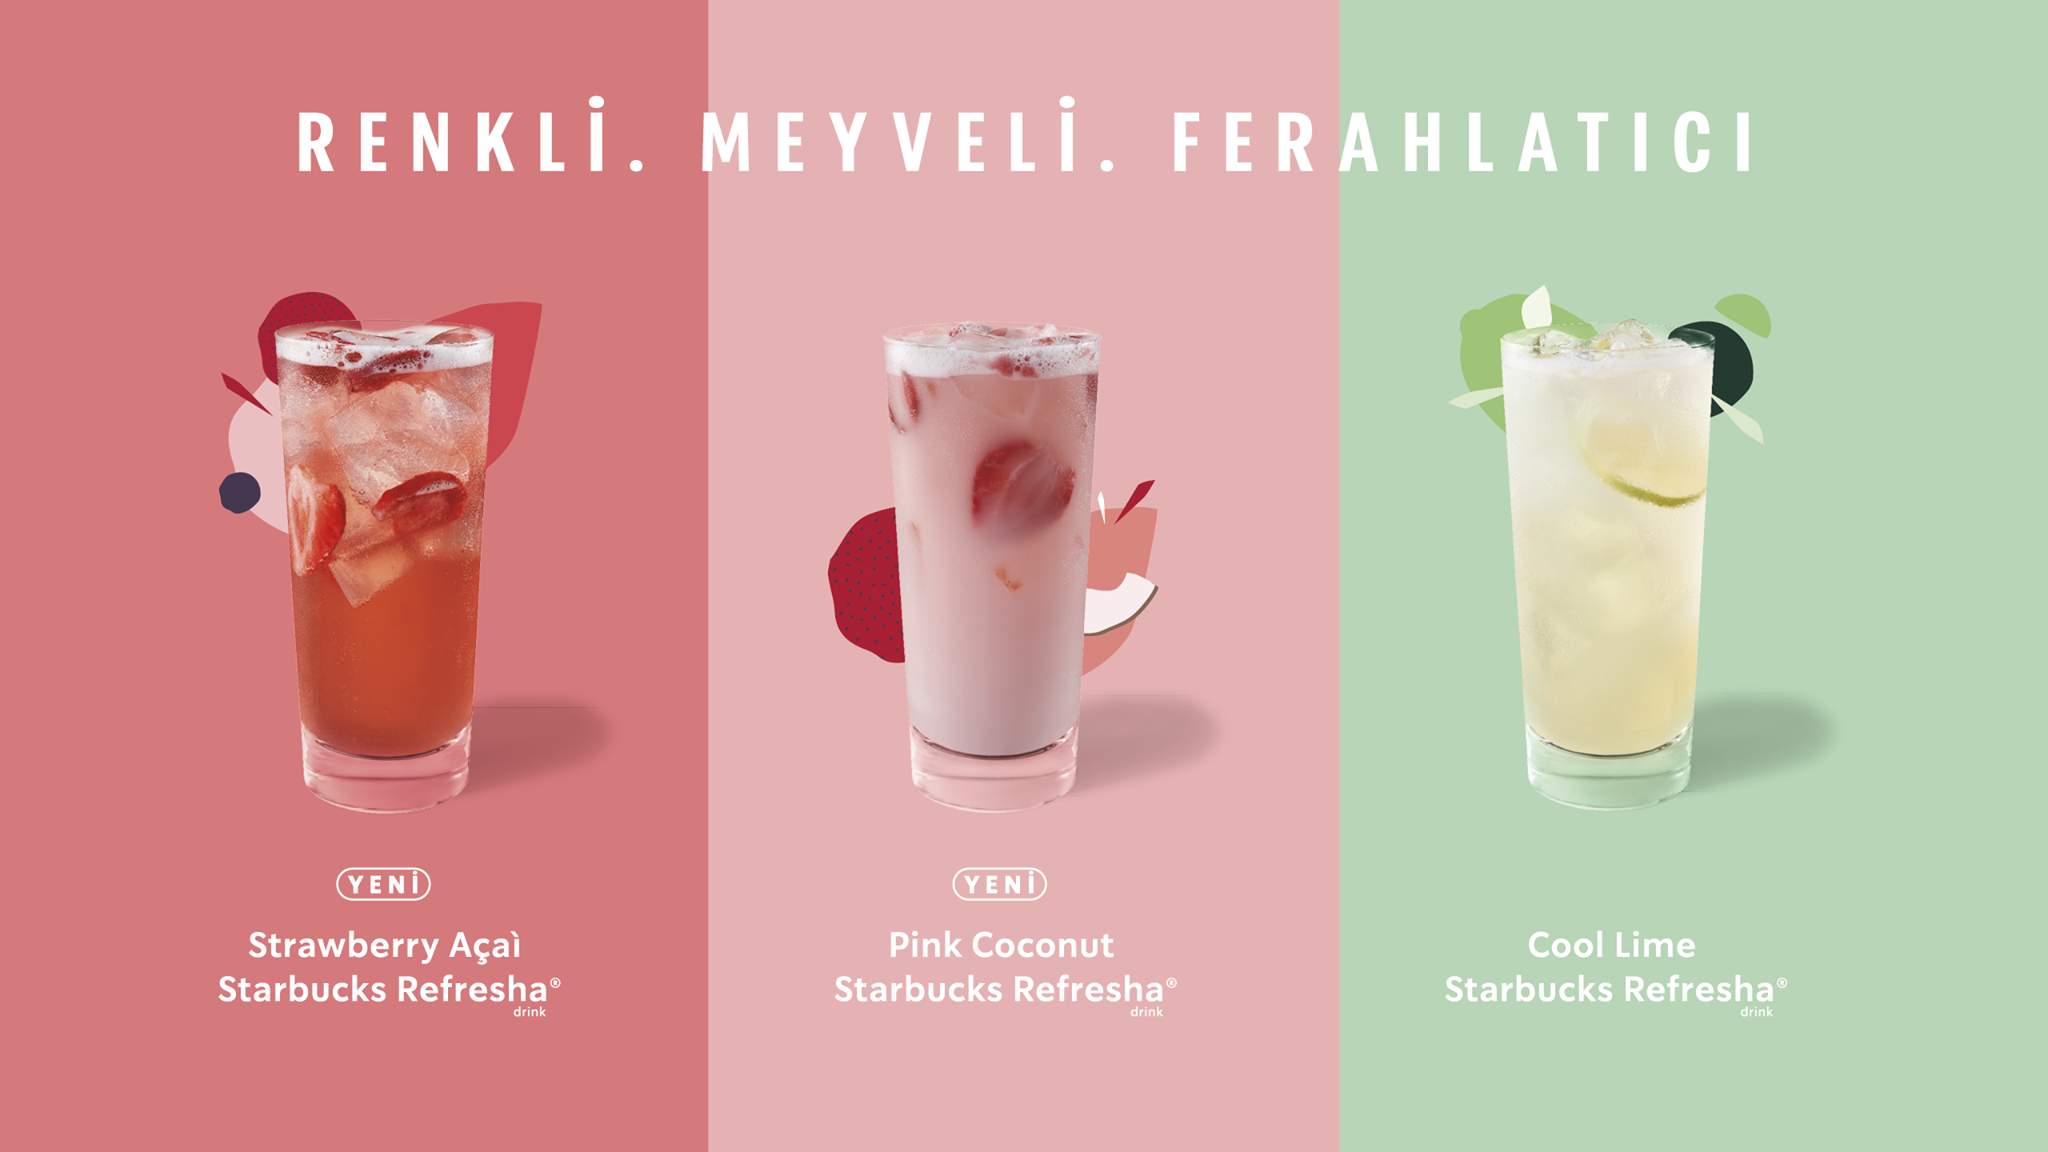 RENKLİ. MEYVELİ. FERAHLATICI
YENİ
Strawberry Açaì
Starbucks Refresha®
drink
YENİ
Pink Coconut
Starbucks Refresha®
drink
Cool Lime
Starbucks Refresha®
drink